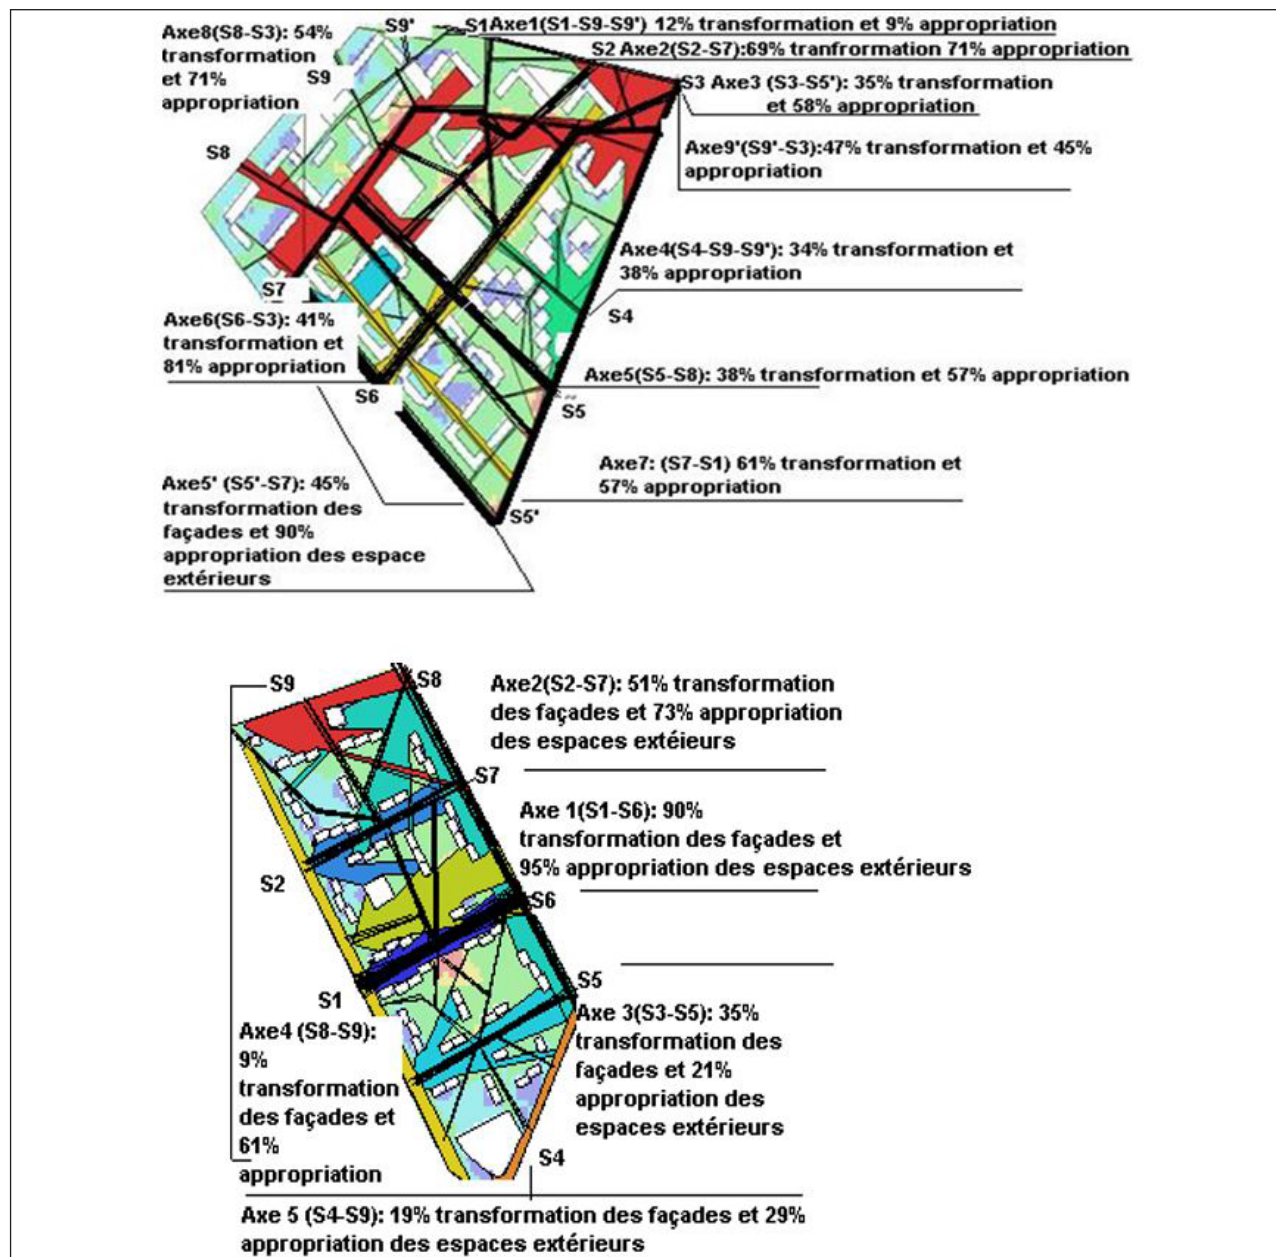 Axe8(S8-S3): 54%
transformation
et 71%
appropriation
S9'
S9
S1 Axe1(S1-S9-S9') 12% transformation et 9% appropriation
S2 Axe2(S2-S7):69% tranfrormation 71% appropriation
S3 Axe3 (S3-S5'): 35% transformation
et 58% appropriation
Axe9'(S9'-S3):47% transformation et 45%
appropriation
S8
Axe4(S4-S9-S9'): 34% transformation et
38% appropriation
S7
S4
Axe6(S6-S3): 41%
transformation et
81% appropriation
S6
Axe5(S5-S8): 38% transformation et 57% appropriation
S5
Axe7: (S7-S1) 61% transformation et
57% appropriation
Axe5' (S5'-S7): 45%
transformation des
façades et 90%
appropriation des espace
extérieurs
S5'
S9
S8
Axe2(S2-S7): 51% transformation
des façades et 73% appropriation
des espaces extéieurs
S7
Axe 1(S1-S6): 90%
transformation des façades et
95% appropriation des espaces extérieurs
S2
S6
S1
S5
Axe4 (S8-S9):
9%
transformation
des façades et
61%
appropriation
Axe 3(S3-S5): 35%
transformation des
façades et 21%
appropriation des
espaces extérieurs
S4
Axe 5 (S4-S9): 19% transformation des façades et 29%
appropriation des espaces extérieurs